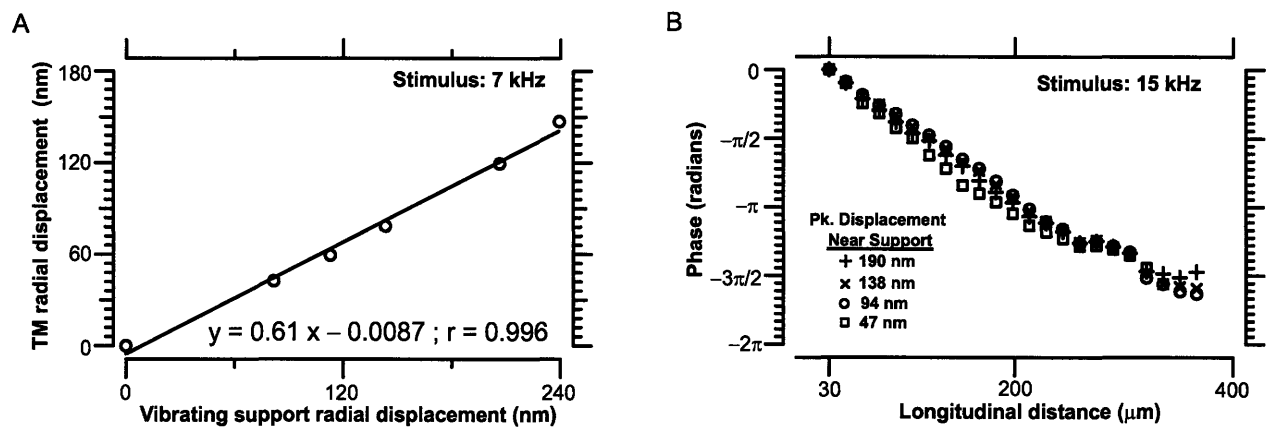 A
TM radial displacement (nm)
180
120
60
0
Stimulus: 7 kHz
y = 0.61 x – 0.0087 ; r = 0.996
0 120 240
Vibrating support radial displacement (nm)
B
Phase (radians)
0
–π/2
–π
–3π/2
–2π
Stimulus: 15 kHz
Pk. Displacement
Near Support
+ 190 nm
× 138 nm
94 nm
47 nm
30 200 400
Longitudinal distance (μm)